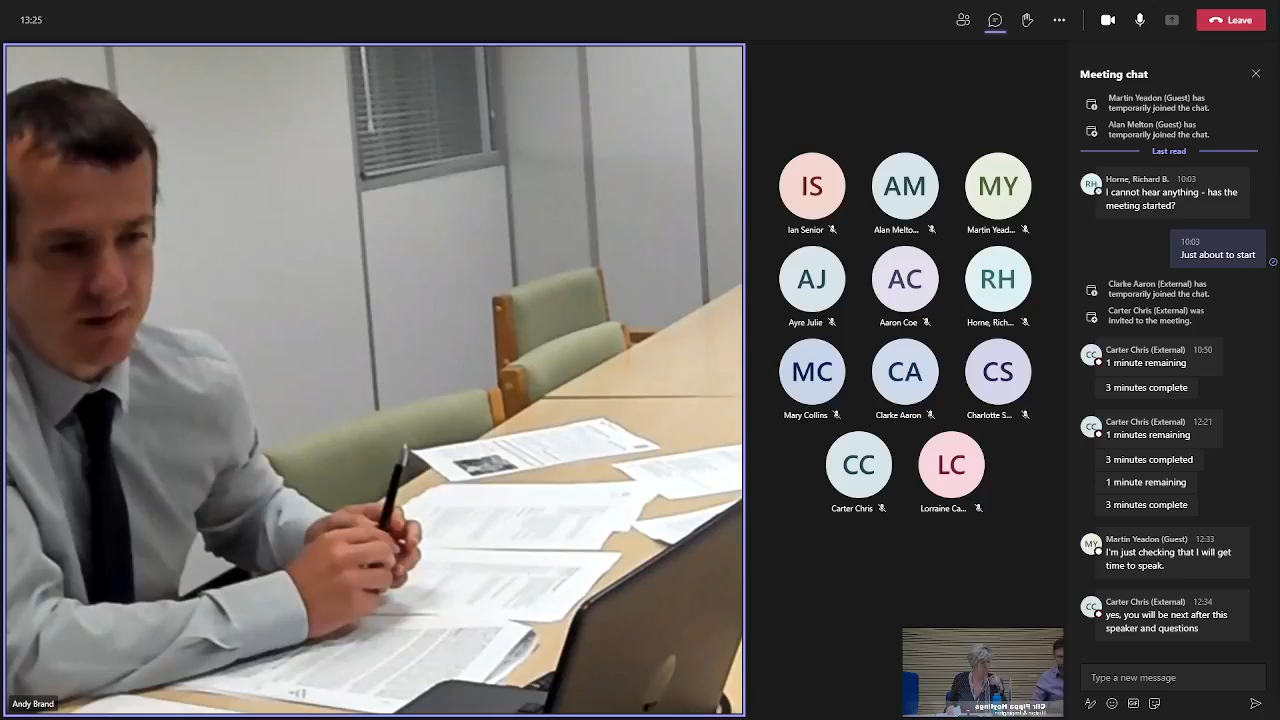 13:25
Leave
Andy Brand
IS
AM
MY
Ian Senior
Alan Melto...
Martin Yead...
AJ
AC
RH
Ayre Julie
Aaron Coe
Home, Rich...
MC
CA
CS
Mary Collins
Clarke Aaron
Charlotte S...
CC
LC
Carter Chris
Lorraine Ca...
Meeting chat
Martin Yeadon (Guest) has
temporarily joined the chat.
Alan Melton (Guest) has
temporarily joined the chat.
Last read
RH
Horne, Richard B. 10:03
I cannot hear anything - has the
meeting started?
10:03
Just about to start
Clarke Aaron (External) has
temporarily joined the chat.
Carter Chris (External) was
invited to the meeting.
CC
Carter Chris (External) 10:50
1 minute remaining
3 minutes complete
CC
Carter Chris (External) 12:21
1 minute remaining
3 minutes completed
1 minute remaining
3 minutes complete
MY
Martin Yeadon (Guest) 12:33
I'm just checking that I will get
time to speak.
CC
Carter Chris (External) 12:34
yes, you will be next after this
speaker and questions
Type a new message